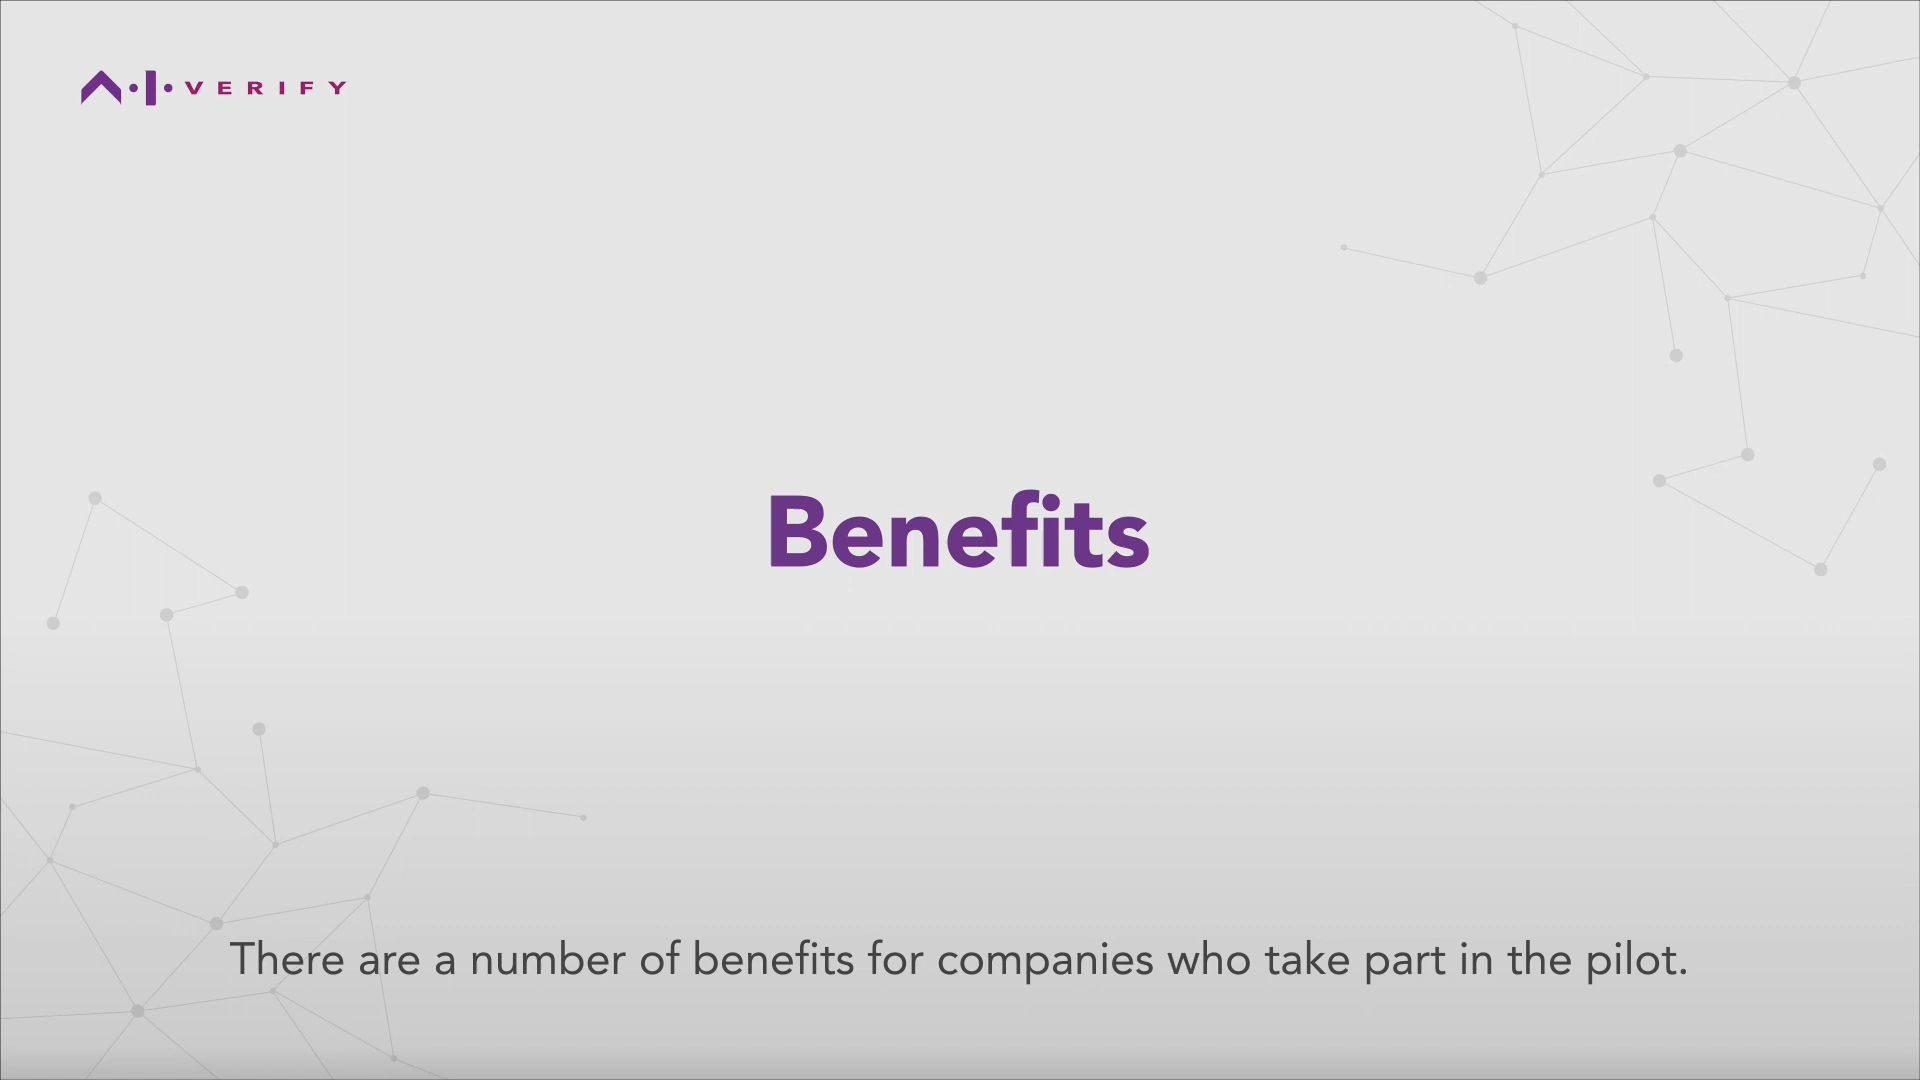 A·I·VERIFY
Benefits
There are a number of benefits for companies who take part in the pilot.